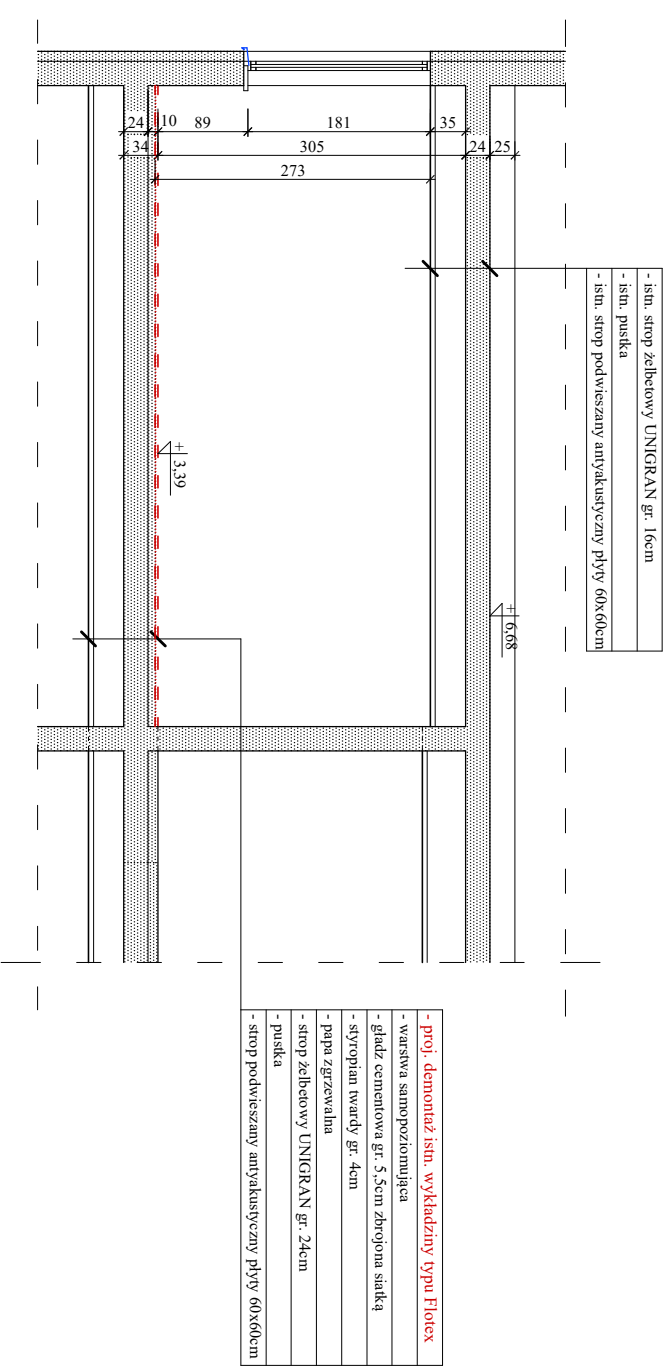 - istn. strop żelbetowy UNIGRAN gr. 16cm
- istn. pustka
- istn. strop podwieszany antyakustyczny płyty 60x60cm
24
10
89
181
35
34
305
24
25
273
+ 3,39
+ 6,68
- proj. demontaż istn. wykładziny typu Flotex
- warstwa samopoziomująca
- gładz cementowa gr. 5,5cm zbrojona siatką
- styropian twardy gr. 4cm
- papa zgrzewalna
- strop żelbetowy UNIGRAN gr. 24cm
- pustka
- strop podwieszany antyakustyczny płyty 60x60cm